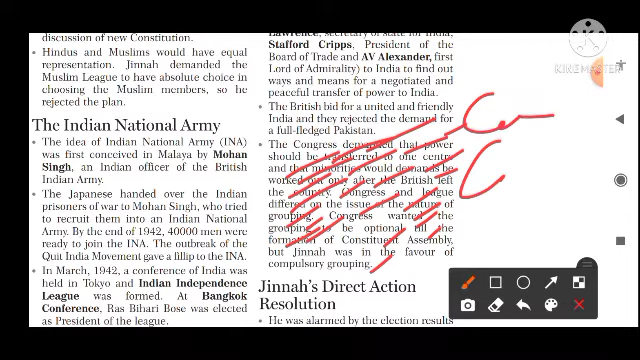 discussion of new Constitution.
• Hindus and Muslims would have equal
representation. Jinnah demanded the
Muslim League to have absolute choice in
choosing the Muslim members, so he
rejected the plan.
The Indian National Army
• The idea of Indian National Army (INA)
was first conceived in Malaya by Mohan
Singh, an Indian officer of the British
Indian Army.
• The Japanese handed over the Indian
prisoners of war to Mohan Singh, who tried
to recruit them into an Indian National
Army. By the end of 1942, 40000 men were
ready to join the INA. The outbreak of the
Quit India Movement gave a fillip to the INA.
• In March, 1942, a conference of India was
held in Tokyo and Indian Independence
League was formed. At Bangkok
Conference, Ras Bihari Bose was elected
as President of the league.
Lawrence, secretary of state for India,
Stafford Cripps, President of the
Board of Trade and AV Alexander, first
Lord of Admirality) to India to find out
ways and means for a negotiated and
peaceful transfer of power to India.
• The British bid for a united and friendly
India and they rejected the demand for
a full-fledged Pakistan.
• The Congress demanded that power
should be transferred to one centre
and that minorities would demands be
worked out only after the British left
the country. Congress and league
differed on the issue of the nature of
grouping. Congress wanted the
grouping to be optional till the
formation of Constituent Assembly,
but Jinnah was in the favour of
compulsory grouping.
Jinnah's Direct Action
Resolution
• He was alarmed by the election results
KINEMASTER